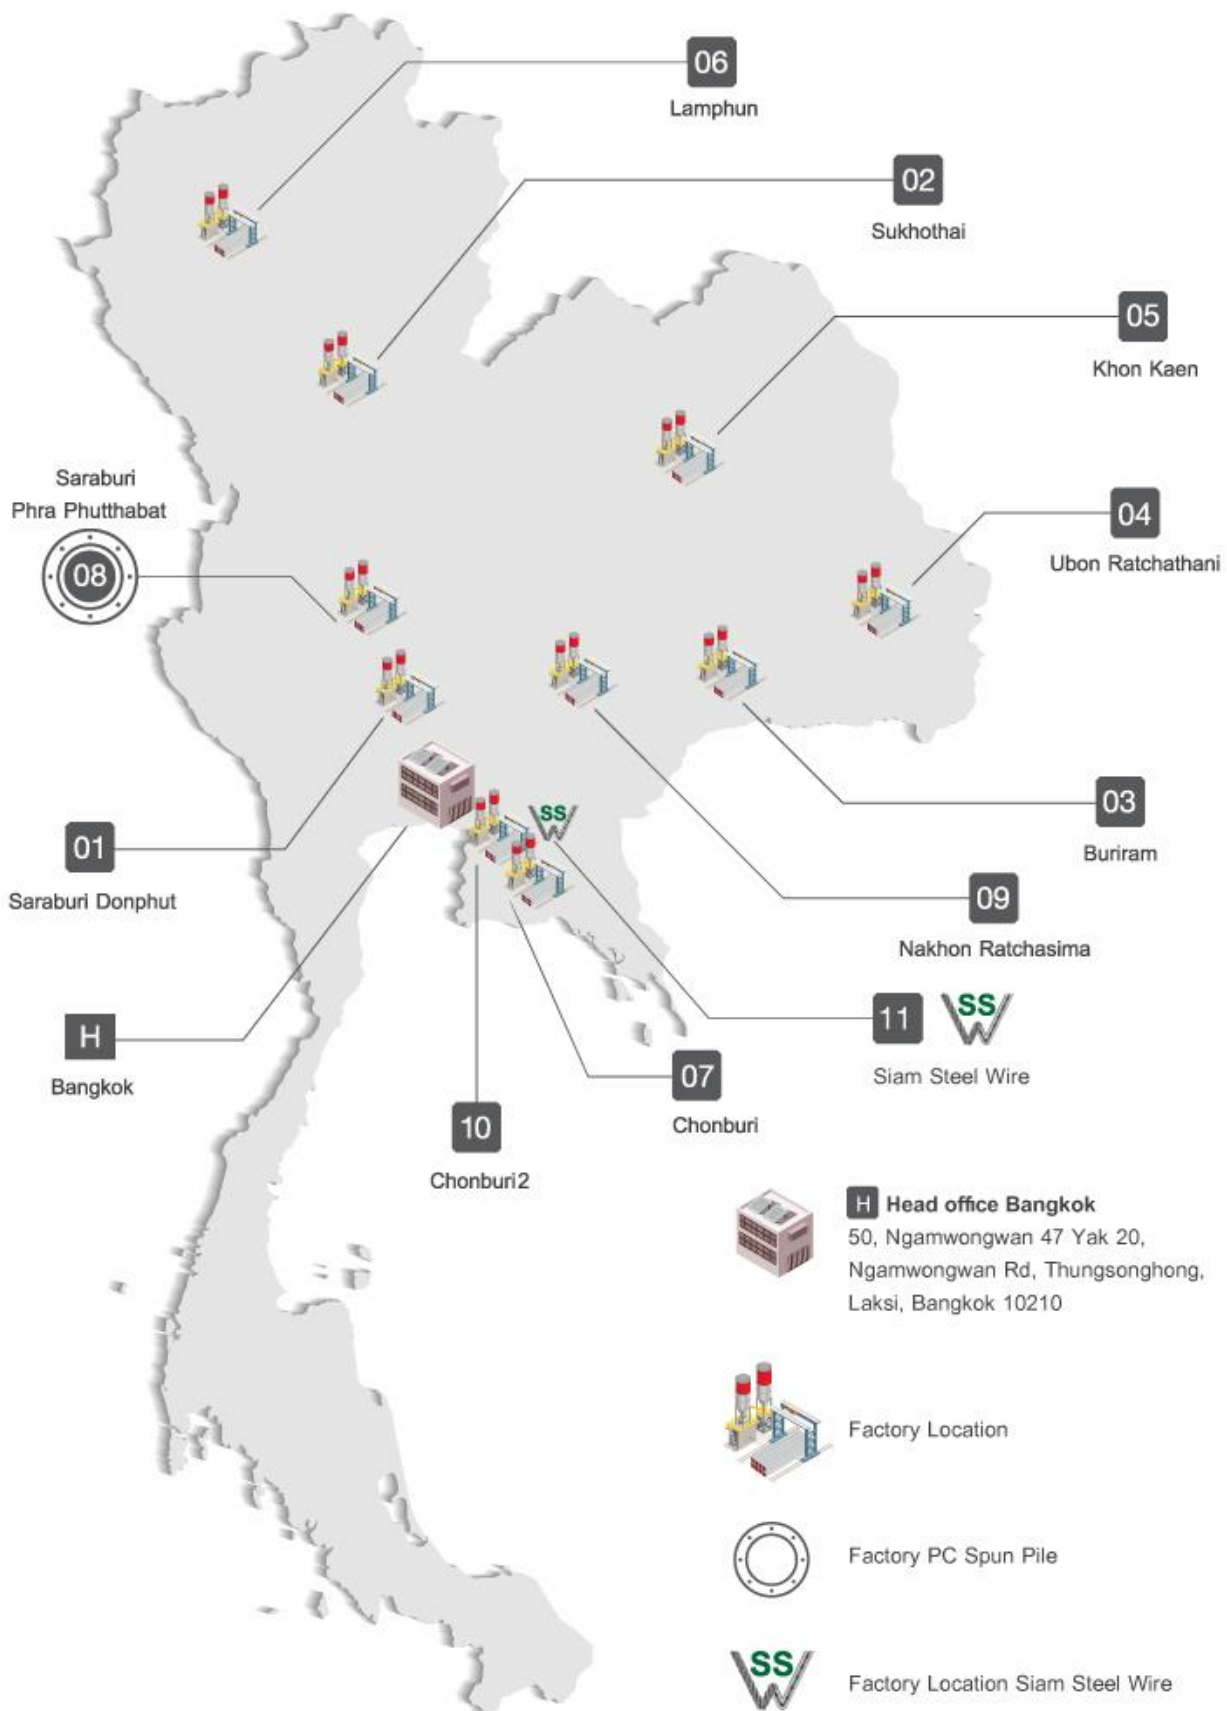 06
Lamphun
02
Sukhothai
05
Khon Kaen
Saraburi
Phra Phutthabat
08
04
Ubon Ratchathani
SS
W
03
Buriram
01
Saraburi Donphut
09
Nakhon Ratchasima
11
SS
W
Siam Steel Wire
H
Bangkok
07
Chonburi
10
Chonburi2
H Head office Bangkok
50, Ngamwongwan 47 Yak 20,
Ngamwongwan Rd, Thungsonghong,
Laksi, Bangkok 10210
Factory Location
Factory PC Spun Pile
SS
W
Factory Location Siam Steel Wire